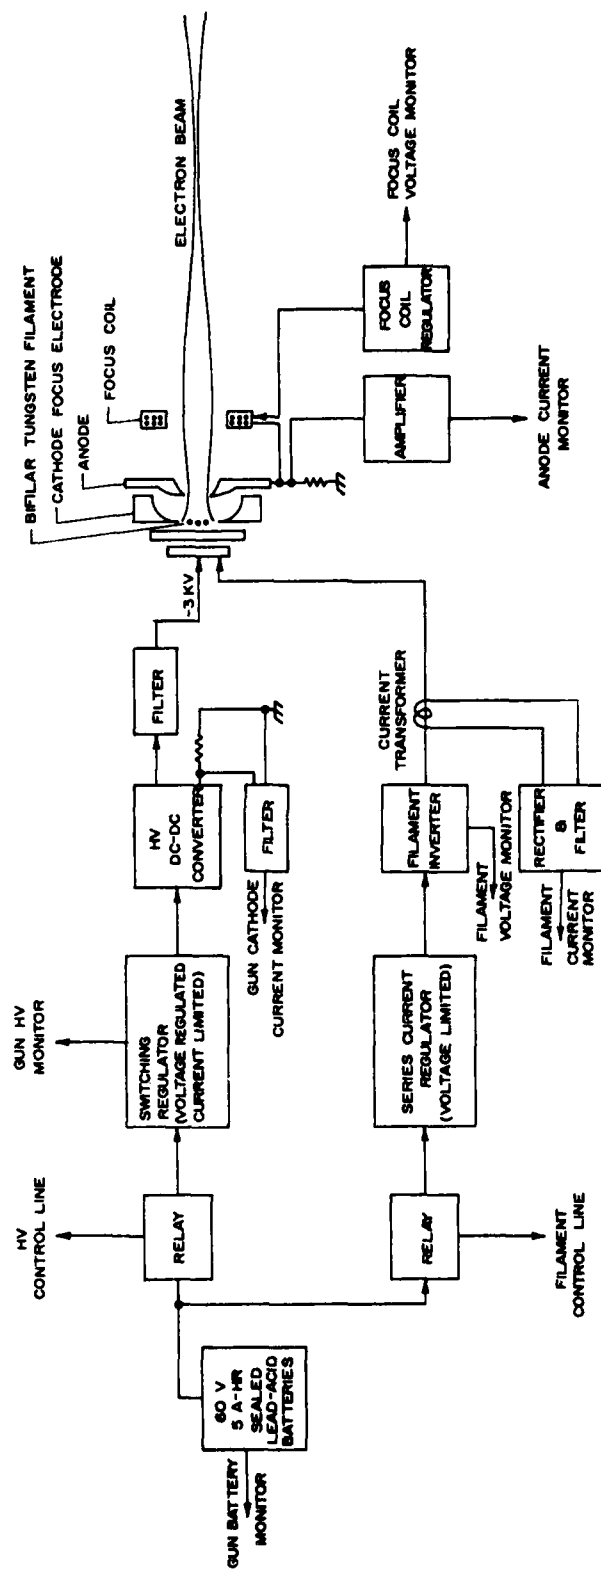 GUN BATTERY
MONITOR
60 V
5 A-HR
SEALED
LEAD-ACID
BATTERIES
HV
CONTROL LINE
RELAY
GUN HV
MONITOR
SWITCHING
REGULATOR
(VOLTAGE REGULATED
CURRENT LIMITED)
HV
DC-DC
CONVERTER
FILTER
-3 KV
FILTER
GUN CATHODE
CURRENT MONITOR
RELAY
FILAMENT
CONTROL LINE
SERIES CURRENT
REGULATOR
(VOLTAGE LIMITED)
FILAMENT
INVERTER
FILAMENT
VOLTAGE MONITOR
CURRENT
TRANSFORMER
RECTIFIER
&
FILTER
FILAMENT
CURRENT
MONITOR
BIFILAR TUNGSTEN FILAMENT
CATHODE FOCUS ELECTRODE
ANODE
FOCUS COIL
ELECTRON BEAM
AMPLIFIER
ANODE CURRENT
MONITOR
FOCUS
COIL
REGULATOR
FOCUS COIL
VOLTAGE MONITOR